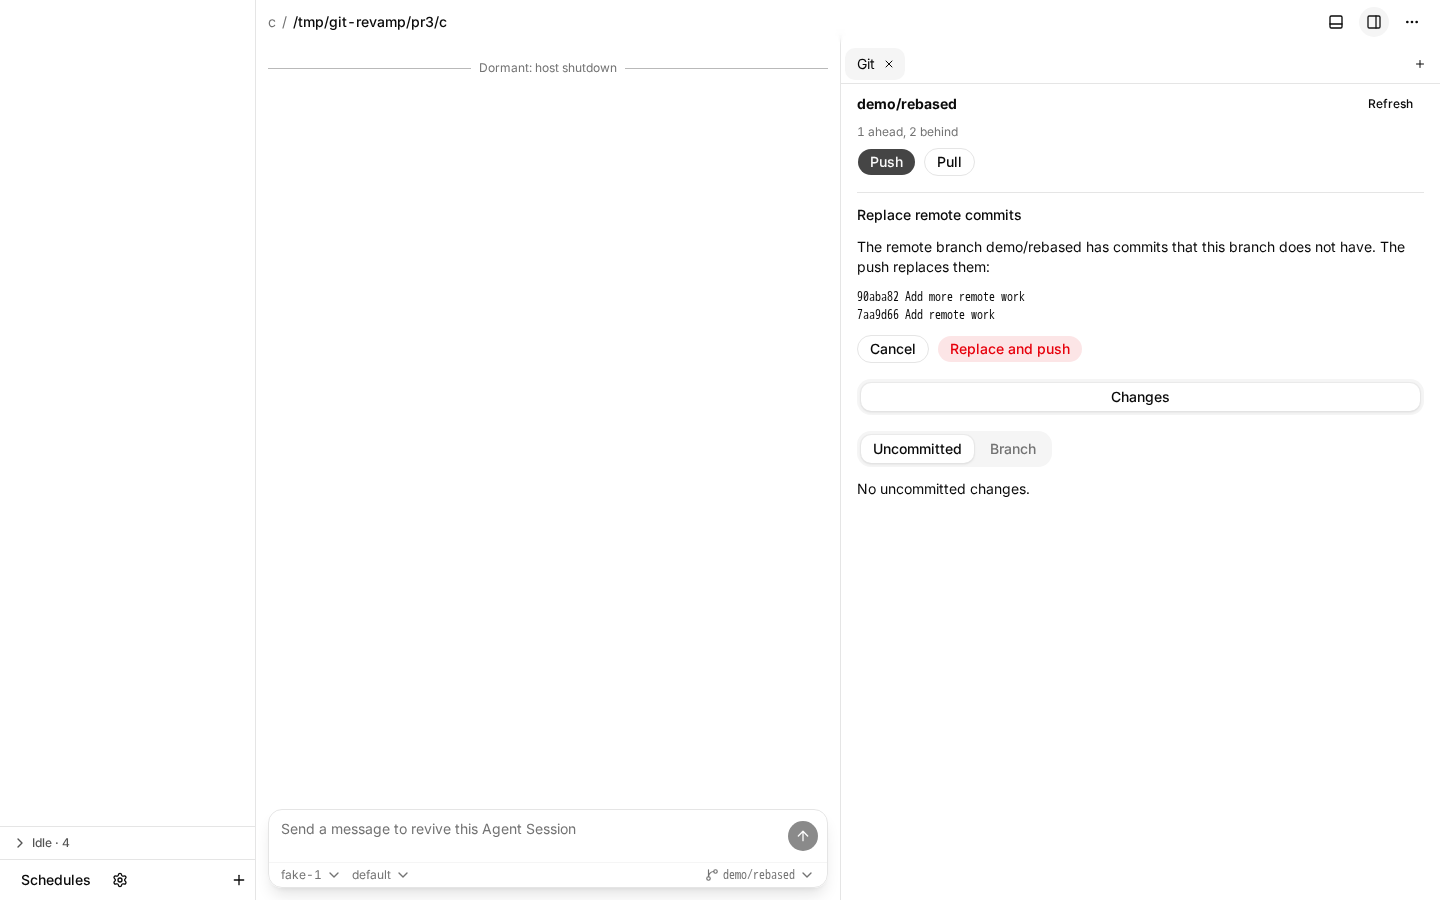 c / /tmp/git-revamp/pr3/c
Dormant: host shutdown
Git
demo/rebased
Refresh
1 ahead, 2 behind
Push
Pull
Replace remote commits
The remote branch demo/rebased has commits that this branch does not have. The
push replaces them:
90aba82 Add more remote work
7aa9d66 Add remote work
Cancel
Replace and push
Changes
Uncommitted
Branch
No uncommitted changes.
Send a message to revive this Agent Session
fake-1
default
demo/rebased
Idle · 4
Schedules